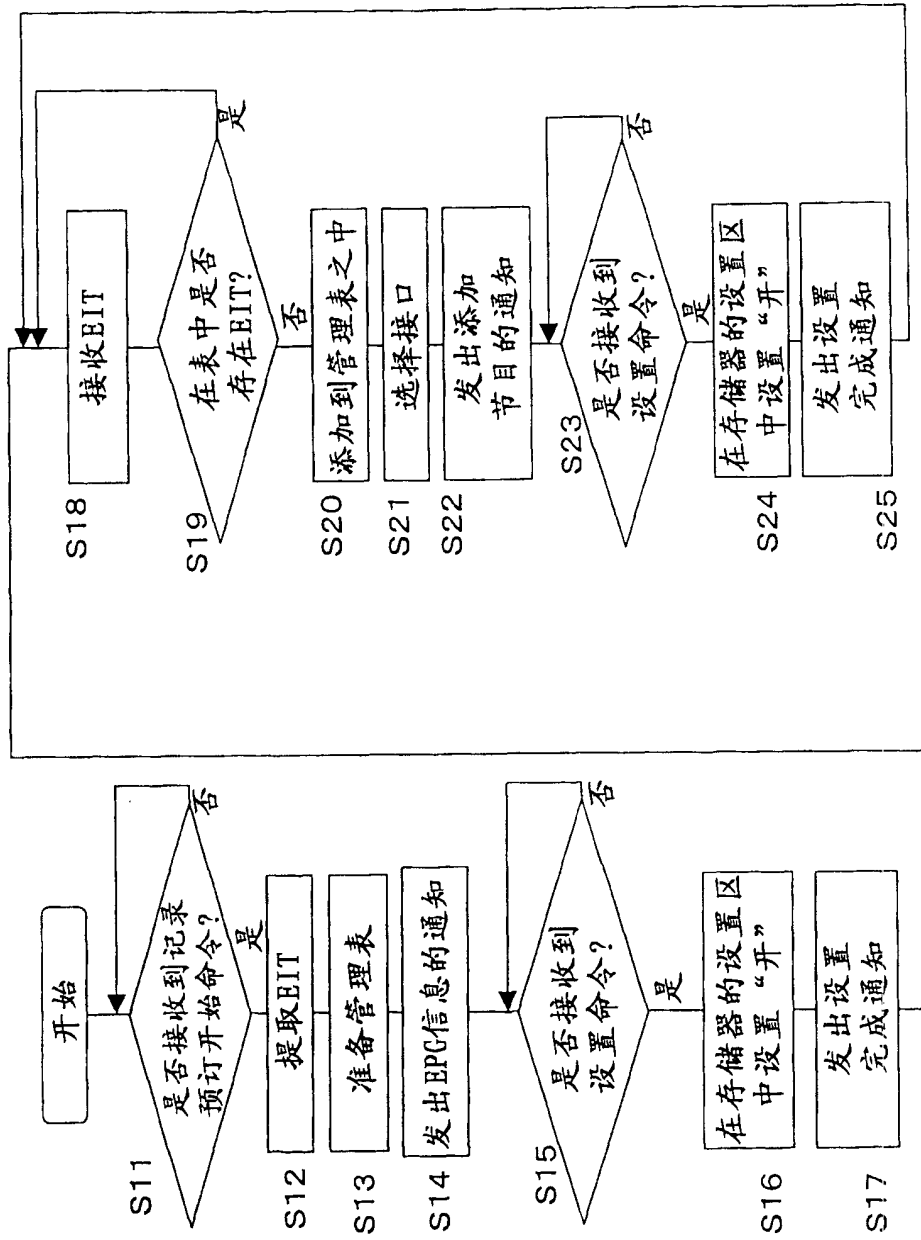 开始
S11
是否接收到记录
预订开始命令?
否
是
S12
提取EIT
S13
准备管理表
S14
发出EPG信息的通知
S15
是否接收到
设置命令?
否
是
S16
在存储器的设置区
中设置“开”
S17
发出设置
完成通知
S18
接收EIT
S19
在表中是否
存在EIT?
是
否
S20
添加到管理表之中
S21
选择接口
S22
发出添加
节目的通知
S23
是否接收到
设置命令?
否
是
S24
在存储器的设置区
中设置“开”
S25
发出设置
完成通知